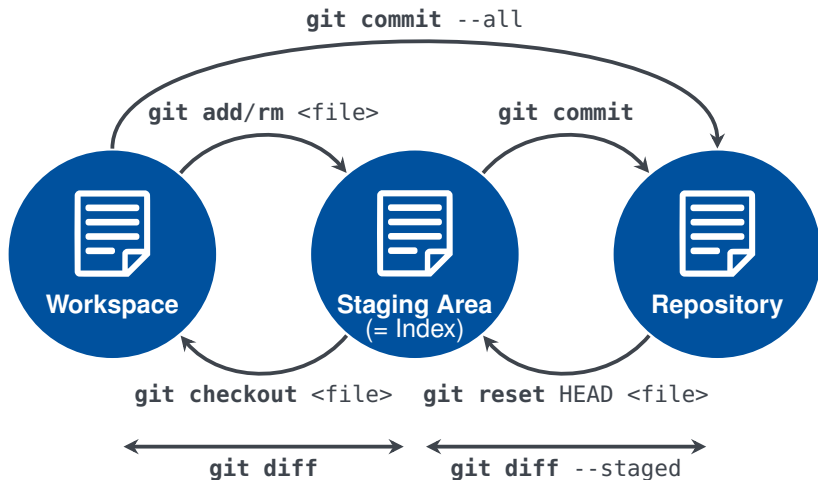 git commit --all
git add/rm <file>
git commit
Workspace
Staging Area
(= Index)
Repository
git checkout <file>
git reset HEAD <file>
git diff
git diff --staged